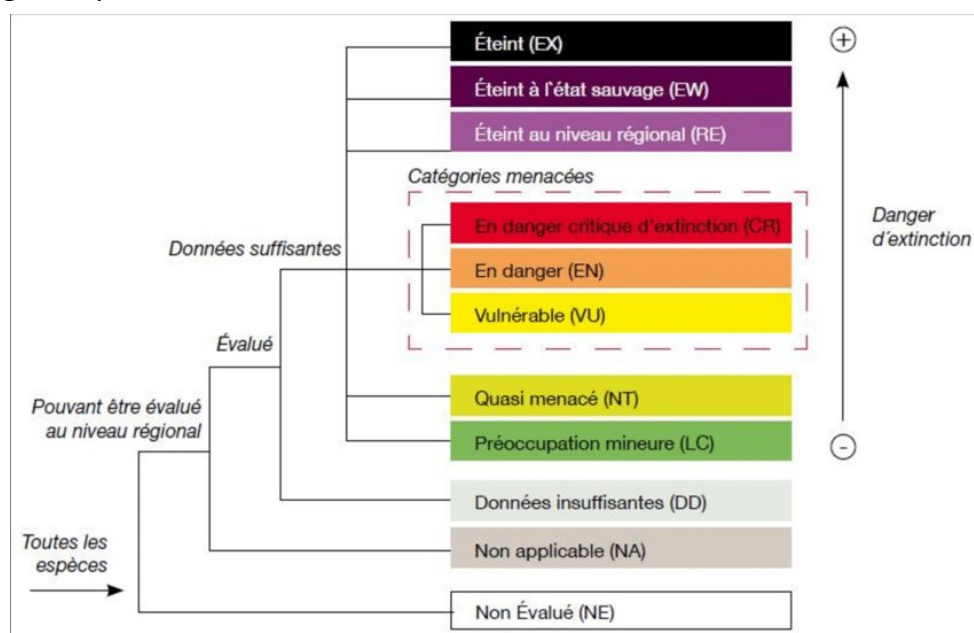 Éteint (EX)
Éteint à l'état sauvage (EW)
Éteint au niveau régional (RE)
Catégories menacées
En danger critique d'extinction (CR)
Danger
d´extinction
Données suffisantes
En danger (EN)
Vulnérable (VU)
Évalué
Quasi menacé (NT)
Pouvant être évalué
au niveau régional
Préoccupation mineure (LC)
Données insuffisantes (DD)
Toutes les
espèces
Non applicable (NA)
Non Évalué (NE)
+
-